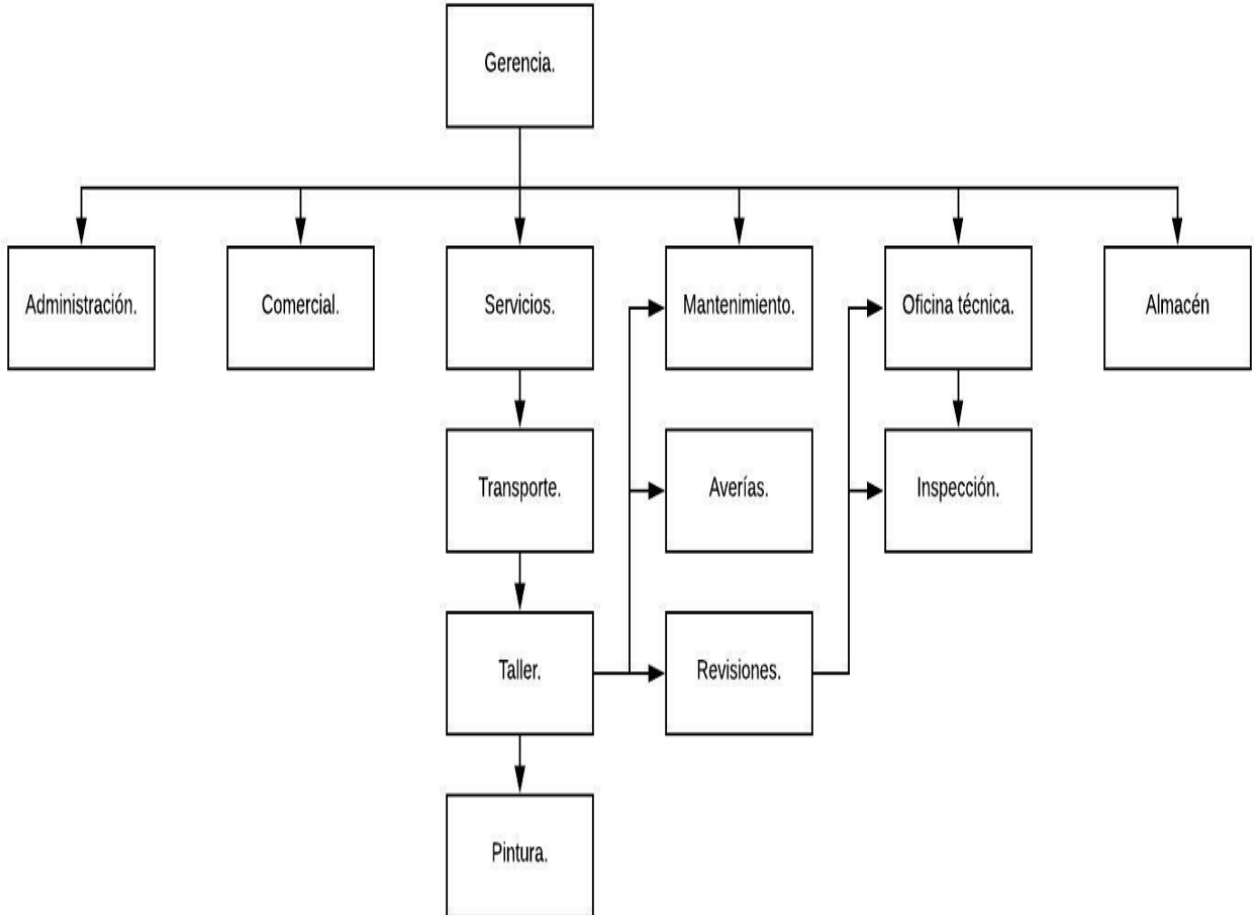 Gerencia.
Administración.
Comercial.
Servicios.
Mantenimiento.
Oficina técnica.
Almacén
Transporte.
Averías.
Inspección.
Taller.
Revisiones.
Pintura.